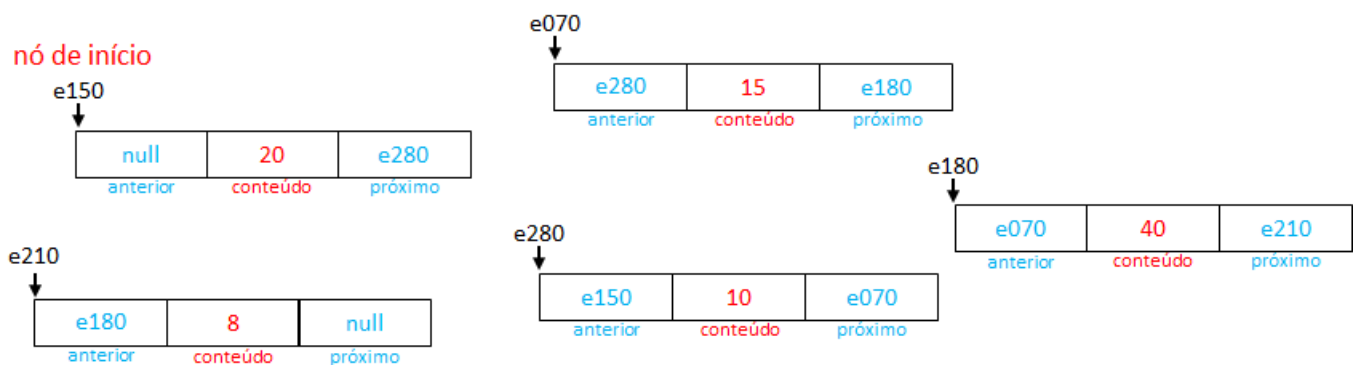 nó de início
e150
null 20 e280
anterior conteúdo próximo
e070
e280 15 e180
anterior conteúdo próximo
e180
e070 40 e210
anterior conteúdo próximo
e210
e180 8 null
anterior conteúdo próximo
e280
e150 10 e070
anterior conteúdo próximo